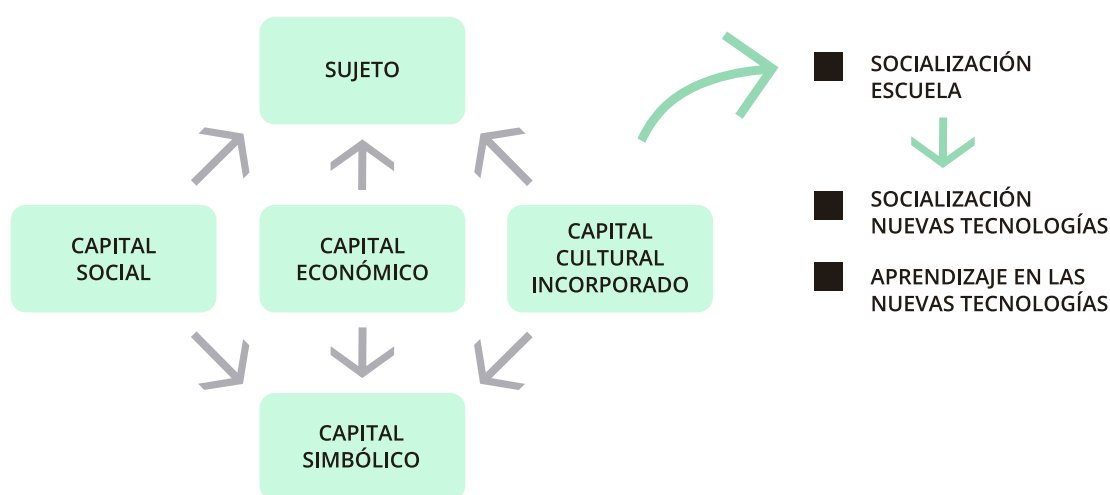 SUJETO
CAPITAL
SOCIAL
CAPITAL
ECONÓMICO
CAPITAL
CULTURAL
INCORPORADO
CAPITAL
SIMBÓLICO
SOCIALIZACIÓN
ESCUELA
SOCIALIZACIÓN
NUEVAS TECNOLOGÍAS
APRENDIZAJE EN LAS
NUEVAS TECNOLOGÍAS